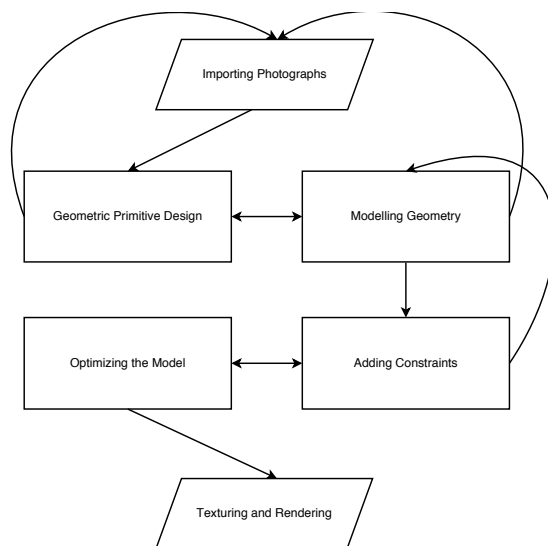 Importing Photographs
Geometric Primitive Design
Modelling Geometry
Optimizing the Model
Adding Constraints
Texturing and Rendering